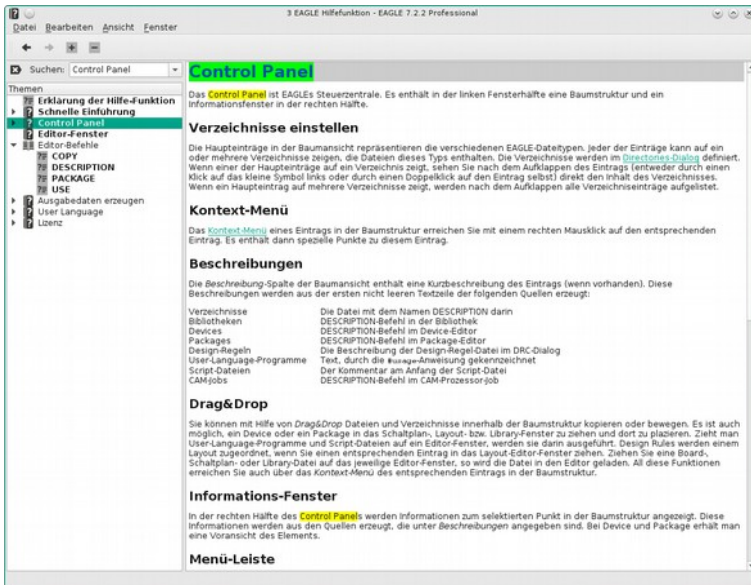 3 EAGLE Hilfefunktion - EAGLE 7.2.2 Professional
Datei Bearbeiten Ansicht Fenster
Suchen: Control Panel
Themen
Erklärung der Hilfe-Funktion
Schnelle Einführung
Control Panel
Editor-Fenster
Editor-Befehle
COPY
DESCRIPTION
PACKAGE
USE
Ausgabedaten erzeugen
User Language
Lizenz
Control Panel
Das Control Panel ist EAGLEs Steuerzentrale. Es enthält in der linken Fensterhälfte eine Baumstruktur und ein
Informationsfenster in der rechten Hälfte.
Verzeichnisse einstellen
Die Haupteinträge in der Baumansicht repräsentieren die verschiedenen EAGLE-Dateitypen. Jeder der Einträge kann auf ein
oder mehrere Verzeichnisse zeigen, die Dateien dieses Typs enthalten. Die Verzeichnisse werden im Directories-Dialog definiert.
Wenn einer der Haupteinträge auf ein Verzeichnis zeigt, sehen Sie nach dem Aufklappen des Eintrags (entweder durch einen
Klick auf das kleine Symbol links oder durch einen Doppelklick auf den Eintrag selbst) direkt den Inhalt des Verzeichnisses.
Wenn ein Haupteintrag auf mehrere Verzeichnisse zeigt, werden nach dem Aufklappen alle Verzeichniseinträge aufgelistet.
Kontext-Menü
Das Kontext-Menü eines Eintrags in der Baumstruktur erreichen Sie mit einem rechten Mausklick auf den entsprechenden
Eintrag. Es enthält dann spezielle Punkte zu diesem Eintrag.
Beschreibungen
Die Beschreibung-Spalte der Baumansicht enthält eine Kurzbeschreibung des Eintrags (wenn vorhanden). Diese
Beschreibungen werden aus der ersten nicht leeren Textzeile der folgenden Quellen erzeugt:
Verzeichnisse Die Datei mit dem Namen DESCRIPTION darin
Bibliotheken DESCRIPTION-Befehl in der Bibliothek
Devices DESCRIPTION-Befehl im Device-Editor
Packages DESCRIPTION-Befehl im Package-Editor
Design-Regeln Die Beschreibung der Design-Regel-Datei im DRC-Dialog
User-Language-Programme Text, durch die #usage-Anweisung gekennzeichnet
Script-Dateien Der Kommentar am Anfang der Script-Datei
CAM-Jobs DESCRIPTION-Befehl im CAM-Prozessor-Job
Drag&Drop
Sie können mit Hilfe von Drag&Drop Dateien und Verzeichnisse innerhalb der Baumstruktur kopieren oder bewegen. Es ist auch
möglich, ein Device oder ein Package in das Schaltplan-, Layout- bzw. Library-Fenster zu ziehen und dort zu plazieren. Zieht man
User-Language-Programme und Script-Dateien auf ein Editor-Fenster, werden sie darin ausgeführt. Design Rules werden einem
Layout zugeordnet, wenn Sie einen entsprechenden Eintrag in das Layout-Editor-Fenster ziehen. Ziehen Sie eine Board-,
Schaltplan- oder Library-Datei auf das jeweilige Editor-Fenster, so wird die Datei in den Editor geladen. All diese Funktionen
erreichen Sie auch über das Kontext-Menü des entsprechenden Eintrags in der Baumstruktur.
Informations-Fenster
In der rechten Hälfte des Control Panels werden Informationen zum selektierten Punkt in der Baumstruktur angezeigt. Diese
Informationen werden aus den Quellen erzeugt, die unter Beschreibungen angegeben sind. Bei Device und Package erhält man
eine Voransicht des Elements.
Menü-Leiste